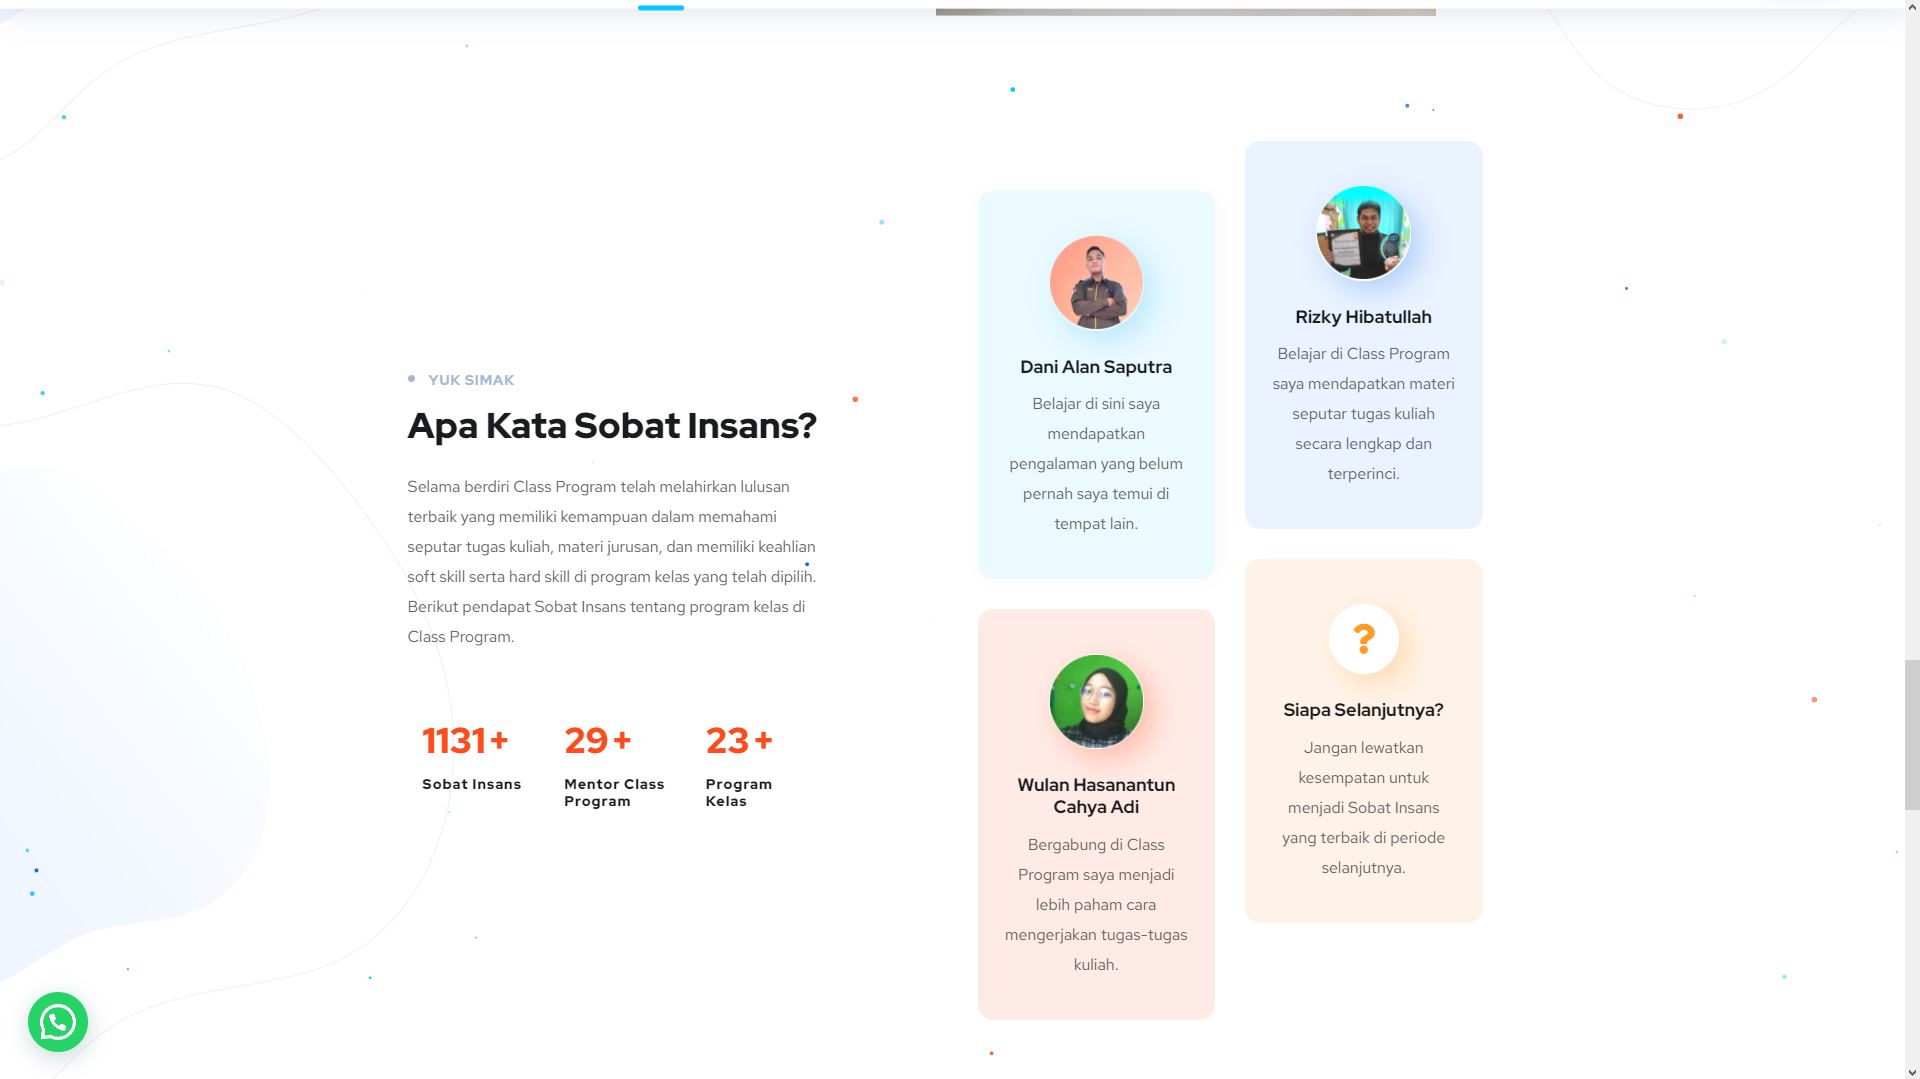 YUK SIMAK
Apa Kata Sobat Insans?
Selama berdiri Class Program telah melahirkan lulusan
terbaik yang memiliki kemampuan dalam memahami
seputar tugas kuliah, materi jurusan, dan memiliki keahlian
soft skill serta hard skill di program kelas yang telah dipilih.
Berikut pendapat Sobat Insans tentang program kelas di
Class Program.
1131+
Sobat Insans
29+
Mentor Class
Program
23+
Program
Kelas
Dani Alan Saputra
Belajar di sini saya
mendapatkan
pengalaman yang belum
pernah saya temui di
tempat lain.
Wulan Hasanantun
Cahya Adi
Bergabung di Class
Program saya menjadi
lebih paham cara
mengerjakan tugas-tugas
kuliah.
Rizky Hibatullah
Belajar di Class Program
saya mendapatkan materi
seputar tugas kuliah
secara lengkap dan
terperinci.
?
Siapa Selanjutnya?
Jangan lewatkan
kesempatan untuk
menjadi Sobat Insans
yang terbaik di periode
selanjutnya.